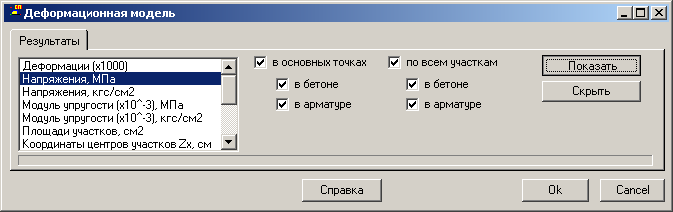 Деформационная модель
Результаты
Деформации (x1000)
Напряжения, МПа
Напряжения, кгс/см2
Модуль упругости (x10^-3), МПа
Модуль упругости (x10^-3), кгс/см2
Площади участков, см2
Координаты центров участков Zx, см
в основных точках
в бетоне
в арматуре
по всем участкам
в бетоне
в арматуре
Показать
Скрыть
Справка
Ok
Cancel